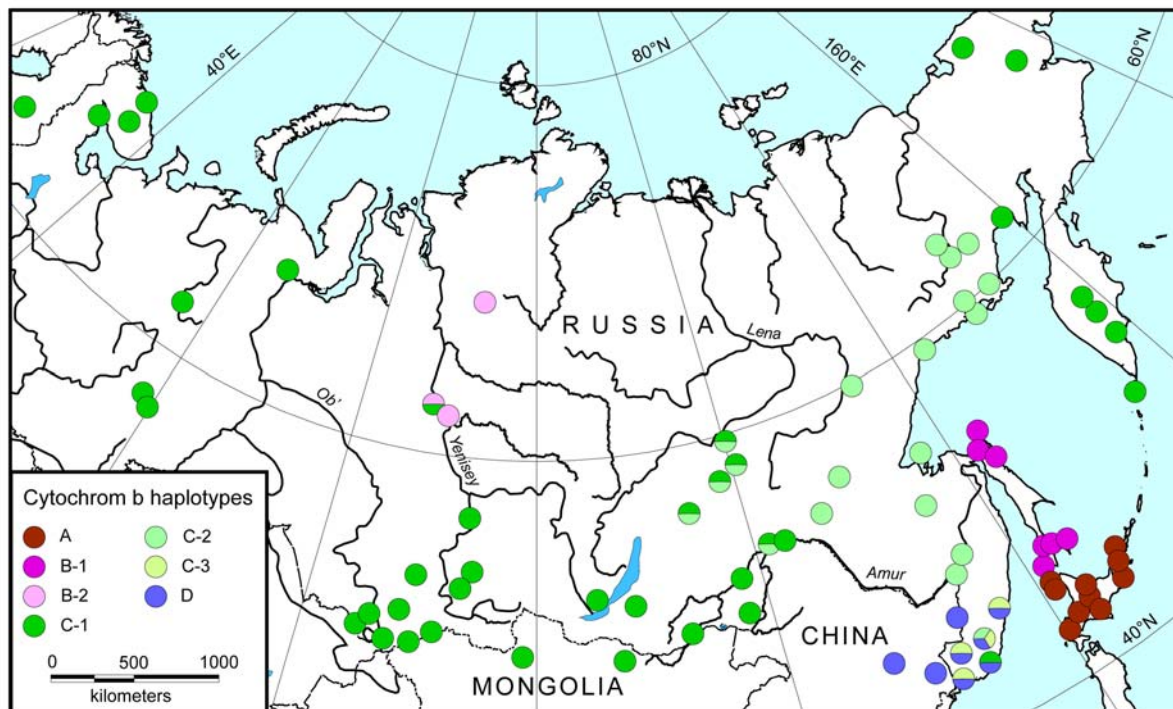 40°E
80°N
160°E
60°N
RUSSIA
Lena
Ob'
Yenisey
Amur
CHINA
MONGOLIA
40°N
Cytochrom b haplotypes
A C-2
B-1 C-3
B-2 D
C-1
0 500 1000
kilometers